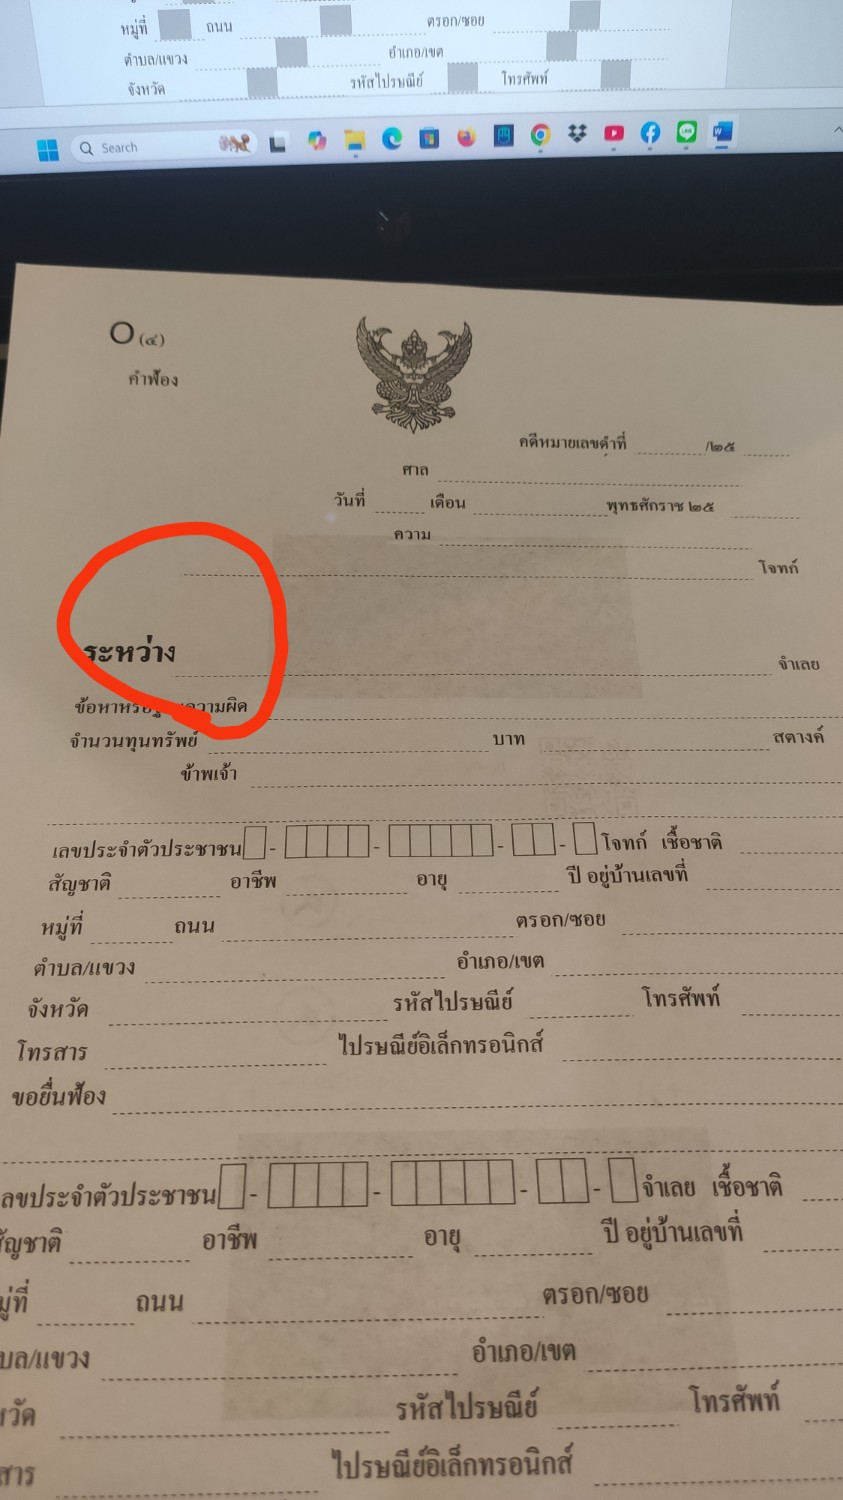 หมู่ที่ ถนน ตรอก/ซอย
ตำบล/แขวง อำเภอ/เขต
จังหวัด รหัสไปรษณีย์ โทรศัพท์
Search
O (๔)
คำฟ้อง
คดีหมายเลขดำที่ /๒๕
ศาล
วันที่ เดือน พุทธศักราช ๒๕
ความ
โจทก์
ระหว่าง
จำเลย
ข้อหาหรือฐานความผิด
จำนวนทุนทรัพย์ บาท สตางค์
ข้าพเจ้า
เลขประจำตัวประชาชน - - - - โจทก์ เชื้อชาติ
สัญชาติ อาชีพ อายุ ปี อยู่บ้านเลขที่
หมู่ที่ ถนน ตรอก/ซอย
ตำบล/แขวง อำเภอ/เขต
จังหวัด รหัสไปรษณีย์ โทรศัพท์
โทรสาร ไปรษณีย์อิเล็กทรอนิกส์
ขอยื่นฟ้อง
ลขประจำตัวประชาชน - - - - จำเลย เชื้อชาติ
สัญชาติ อาชีพ อายุ ปี อยู่บ้านเลขที่
มู่ที่ ถนน ตรอก/ซอย
บล/แขวง อำเภอ/เขต
หวัด รหัสไปรษณีย์ โทรศัพท์
สาร ไปรษณีย์อิเล็กทรอนิกส์